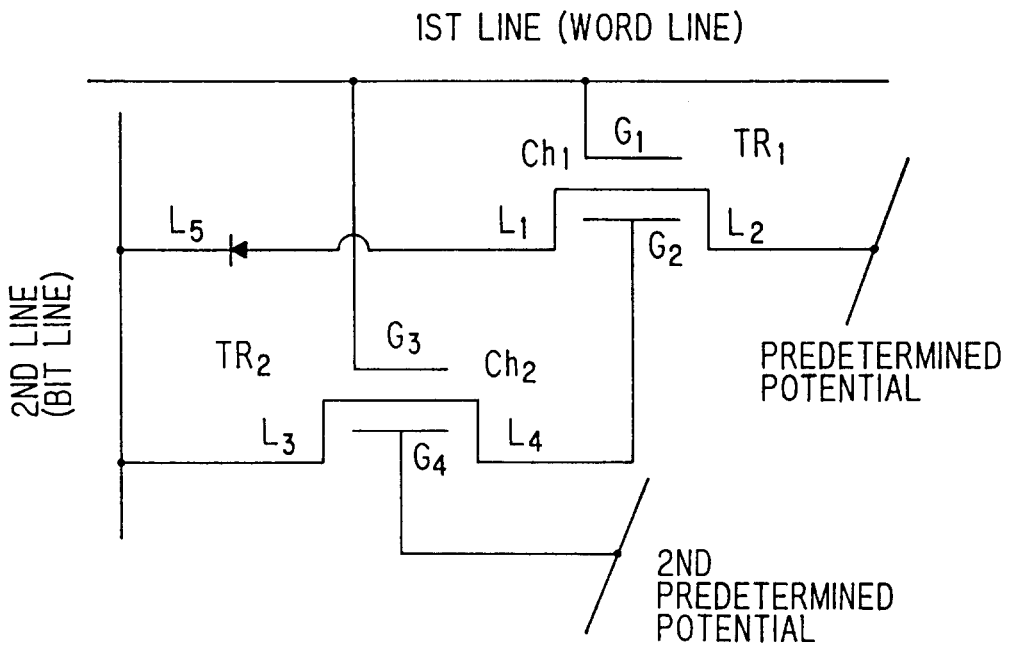 1ST LINE (WORD LINE)
G1
TR1
Ch1
L5
L1
L2
G2
2ND LINE
(BIT LINE)
G3
TR2
Ch2
PREDETERMINED
POTENTIAL
L3
L4
G4
2ND
PREDETERMINED
POTENTIAL